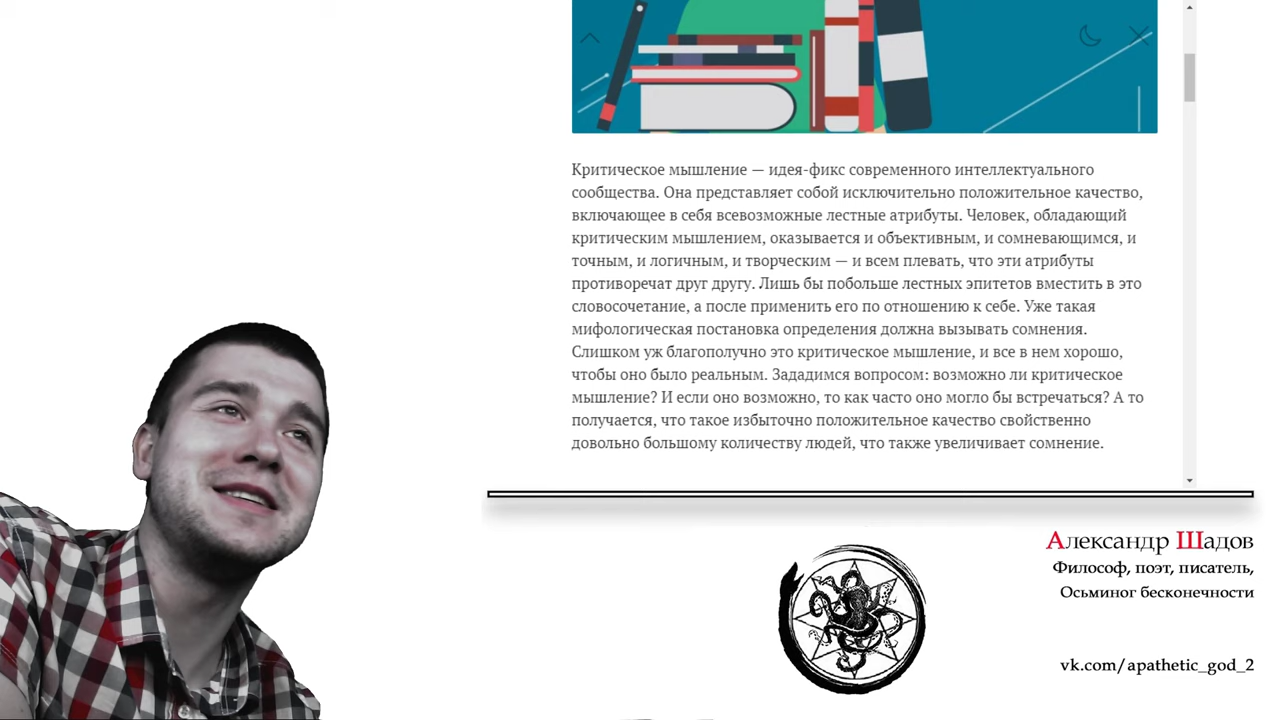 Критическое мышление — идея-фикс современного интеллектуального
сообщества. Она представляет собой исключительно положительное качество,
включающее в себя всевозможные лестные атрибуты. Человек, обладающий
критическим мышлением, оказывается и объективным, и сомневающимся, и
точным, и логичным, и творческим — и всем плевать, что эти атрибуты
противоречат друг другу. Лишь бы побольше лестных эпитетов вместить в это
словосочетание, а после применить его по отношению к себе. Уже такая
мифологическая постановка определения должна вызывать сомнения.
Слишком уж благополучно это критическое мышление, и все в нем хорошо,
чтобы оно было реальным. Зададимся вопросом: возможно ли критическое
мышление? И если оно возможно, то как часто оно могло бы встречаться? А то
получается, что такое избыточно положительное качество свойственно
довольно большому количеству людей, что также увеличивает сомнение.
Александр Шадов
Философ, поэт, писатель,
Осьминог бесконечности
vk.com/apathetic_god_2